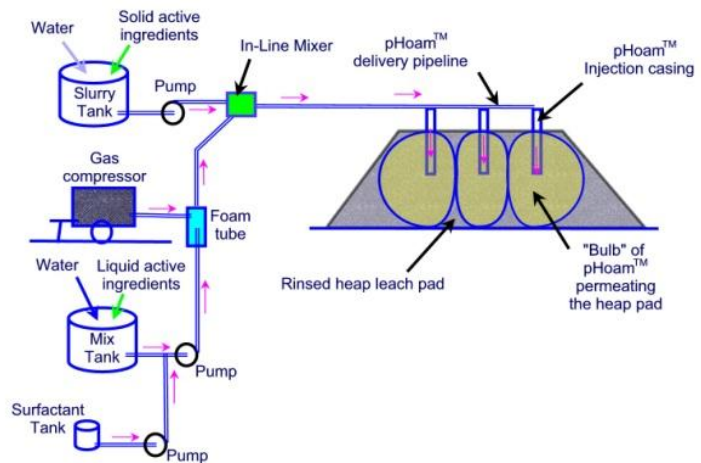 Water
Solid active
ingredients
Slurry
Tank
Pump
In-Line Mixer
pHoam™
delivery pipeline
pHoam™
Injection casing
Gas
compressor
Foam
tube
Rinsed heap leach pad
"Bulb" of
pHoam™
permeating
the heap pad
Water
Liquid active
ingredients
Mix
Tank
Pump
Surfactant
Tank
Pump